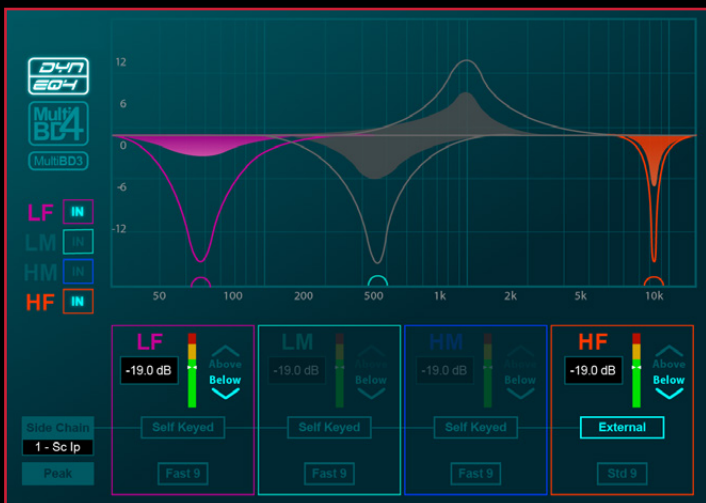 DYN
EQ4
Multi
BD4
MultiBD3
LF IN
LM IN
HM IN
HF IN
12
6
0
-6
-12
50 100 200 500 1k 2k 5k 10k
LF LM HM HF
-19.0 dB Above Below -19.0 dB Above Below -19.0 dB Above Below -19.0 dB Above Below
Side Chain Self Keyed Self Keyed Self Keyed External
1 - Sc Ip
Peak Fast 9 Fast 9 Fast 9 Std 9